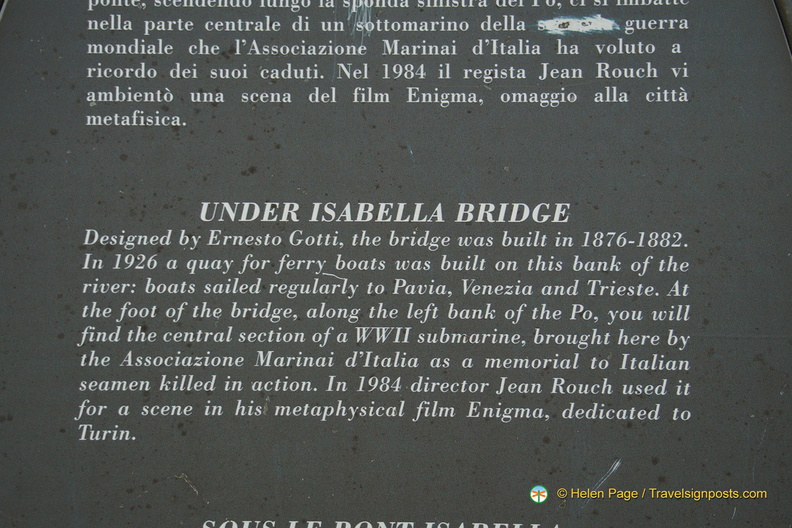 ponte, scendendo lungo la sponda sinistra del Po, ci si imbatte
nella parte centrale di un sottomarino della guerra
mondiale che l'Associazione Marinai d'Italia ha voluto a
ricordo dei suoi caduti. Nel 1984 il regista Jean Rouch vi
ambientò una scena del film Enigma, omaggio alla città
metafisica.
UNDER ISABELLA BRIDGE
Designed by Ernesto Gotti, the bridge was built in 1876-1882.
In 1926 a quay for ferry boats was built on this bank of the
river: boats sailed regularly to Pavia, Venezia and Trieste. At
the foot of the bridge, along the left bank of the Po, you will
find the central section of a WWII submarine, brought here by
the Associazione Marinai d'Italia as a memorial to Italian
seamen killed in action. In 1984 director Jean Rouch used it
for a scene in his metaphysical film Enigma, dedicated to
Turin.
SOUS LE PONT ISABELLA
© Helen Page / Travelsignposts.com